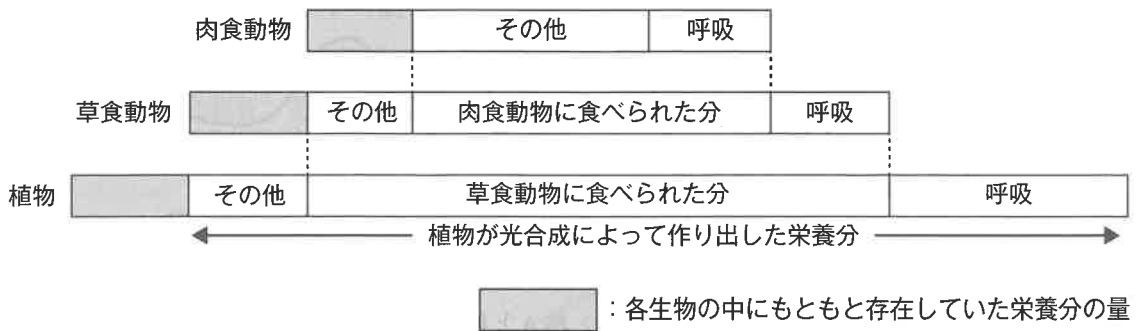 肉食動物 その他 呼吸
草食動物 その他 肉食動物に食べられた分 呼吸
植物 その他 草食動物に食べられた分 呼吸
植物が光合成によって作り出した栄養分
：各生物の中にもともと存在していた栄養分の量